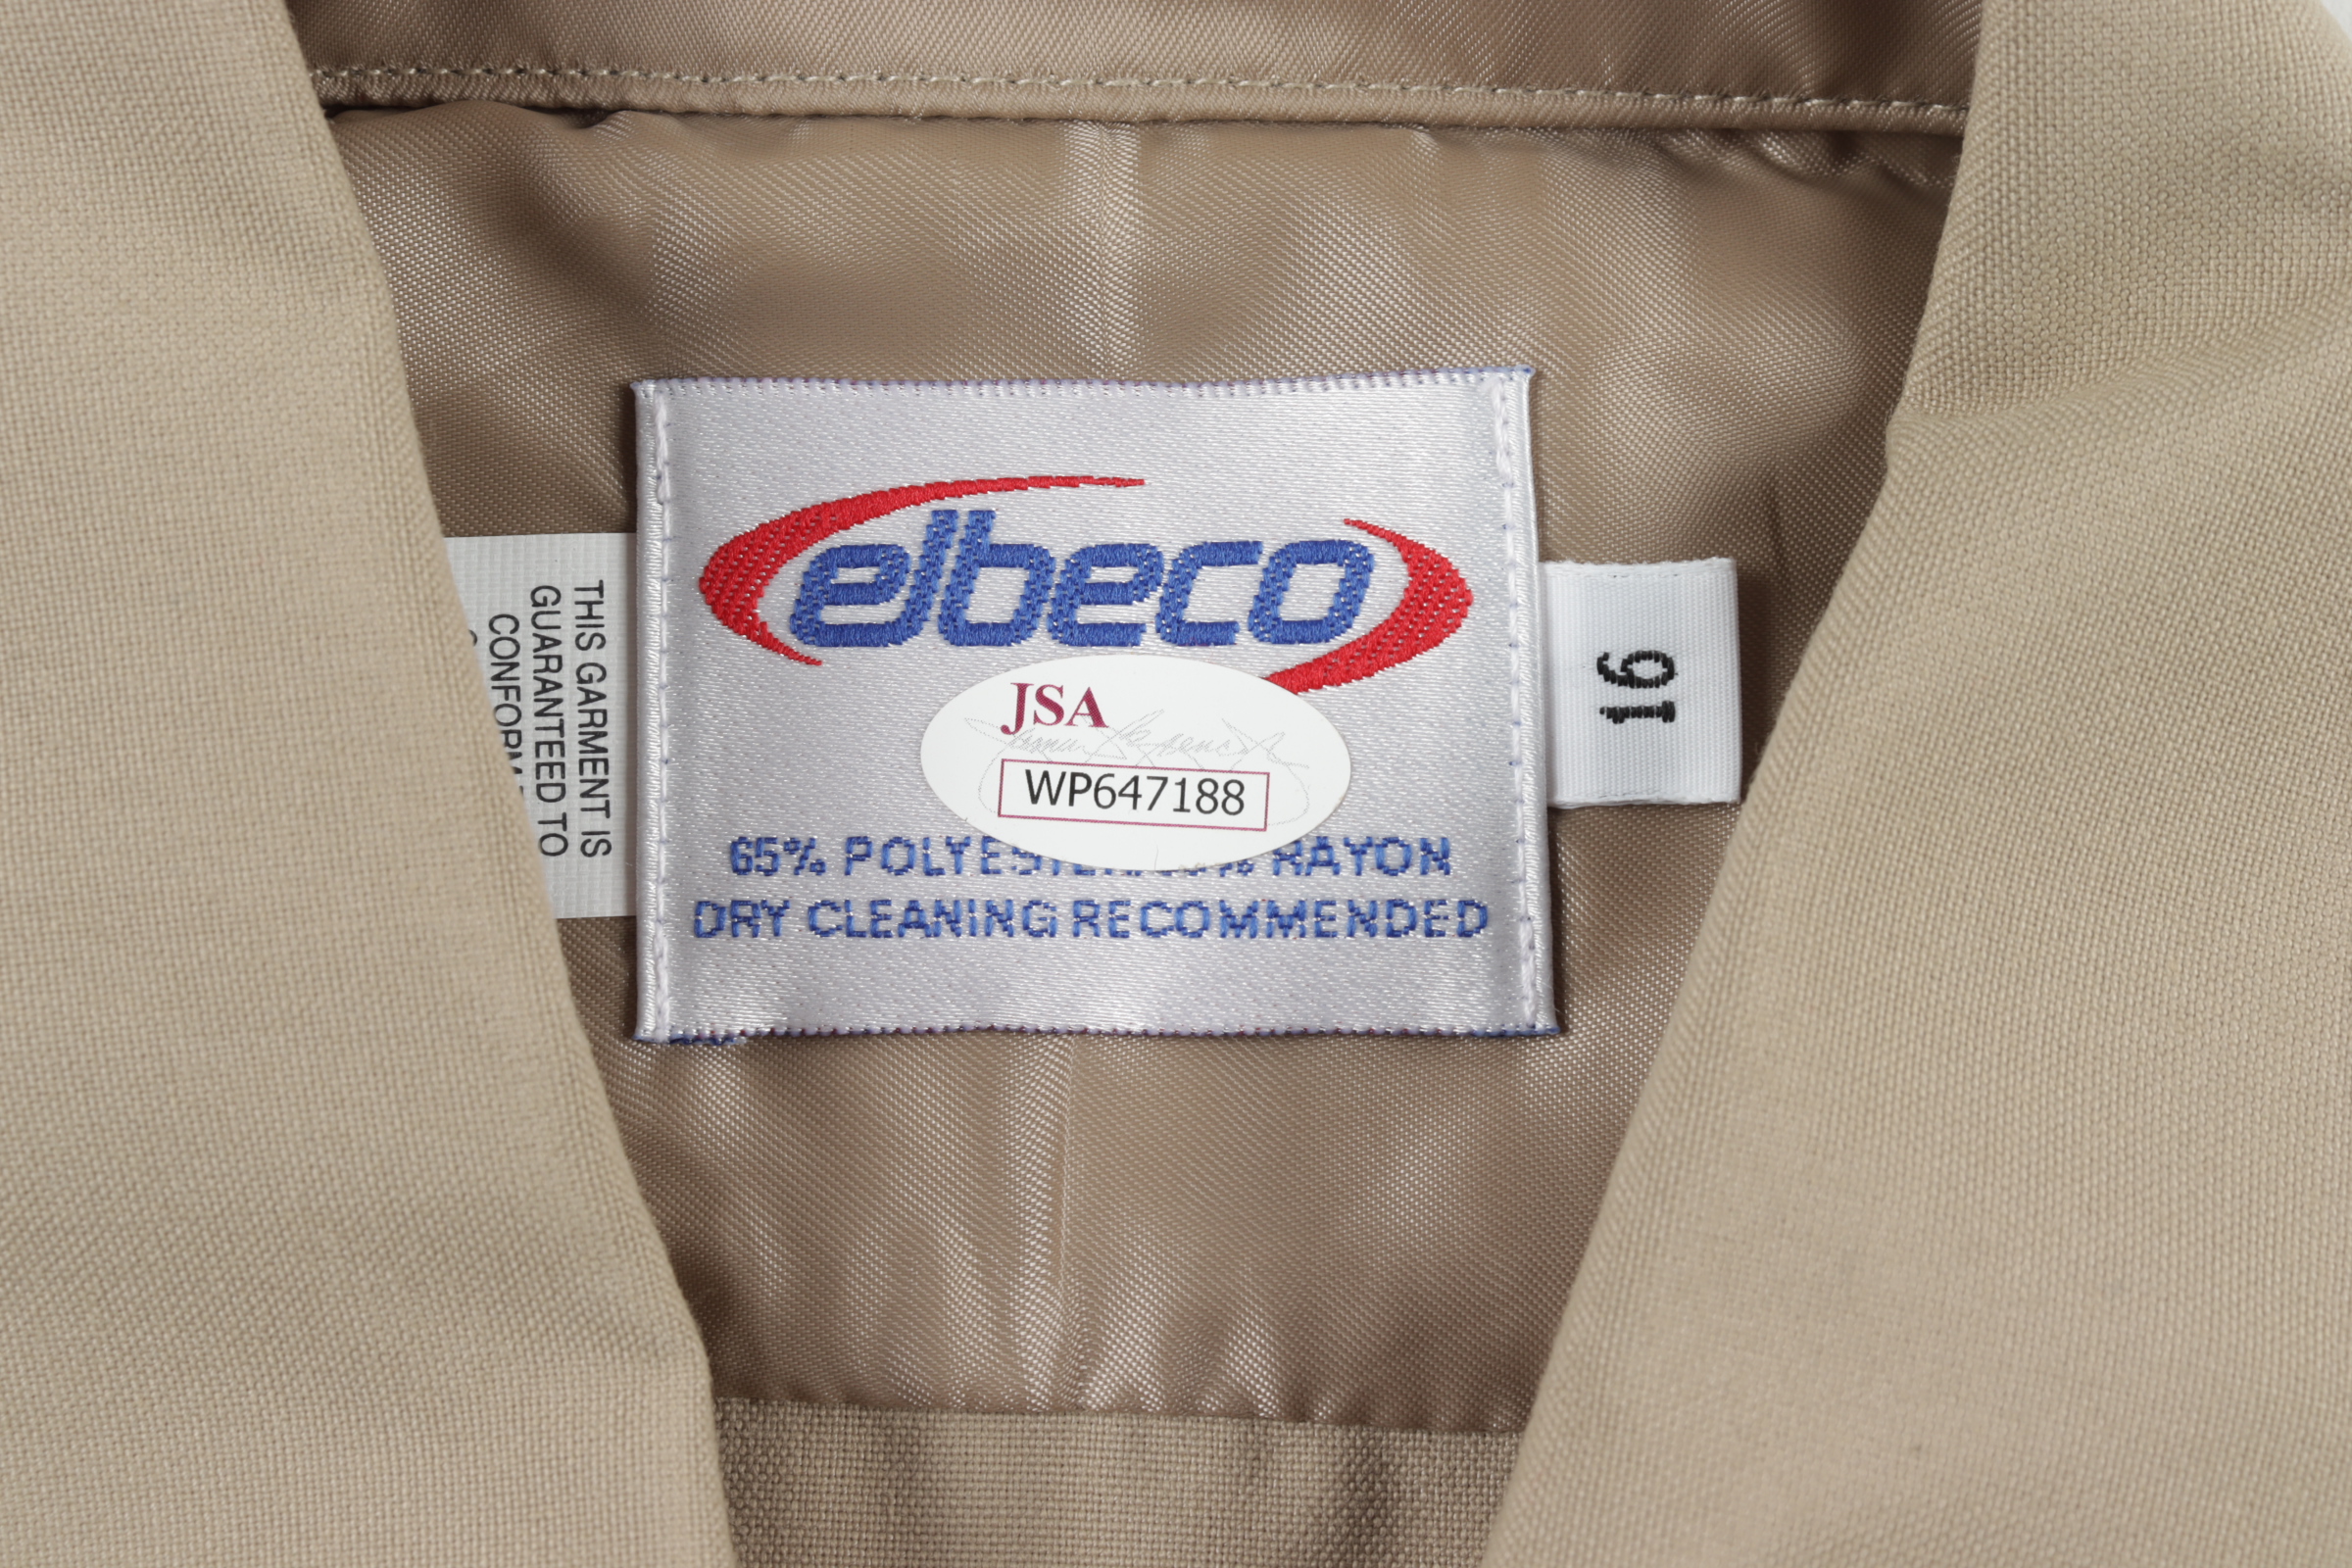 THIS GARMENT IS
GUARANTEED TO
CONFORM
elbeco
JSA
WP647188
65% POLYESTER RAYON
DRY CLEANING RECOMMENDED
16